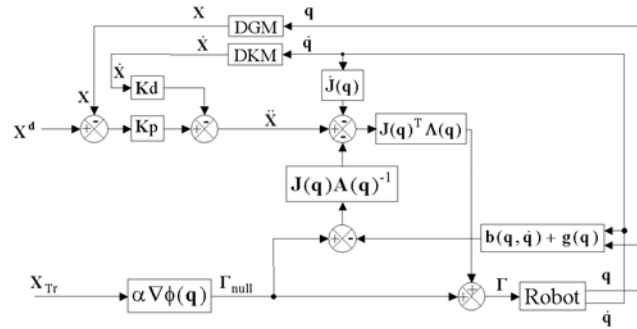 X DGM q
Ẋ DKM q̇
Ẋ
Kd J̇(q)
X
X^d + - Kp + - Ẍ + - - J(q)^T Λ(q)
J(q)A(q)^-1
+ - b(q, q̇) + g(q)
X_Tr α∇ϕ(q) Γ_null + + Γ Robot q
q̇